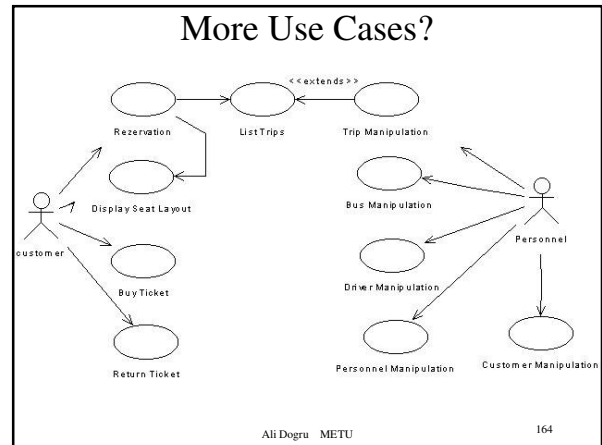 More Use Cases?
<<extends>>
Rezervation
List Trips
Trip Manipulation
Display Seat Layout
Bus Manipulation
customer
Personnel
Buy Ticket
Driver Manipulation
Return Ticket
Personnel Manipulation
Customer Manipulation
Ali Dogru METU
164